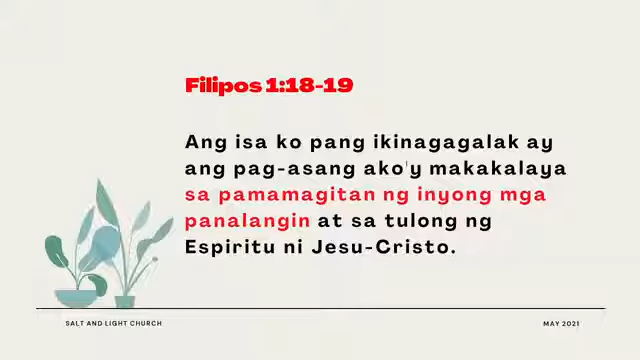 Filipos 1:18-19
Ang isa ko pang ikinagagalak ay
ang pag-asang ako'y makakalaya
sa pamamagitan ng inyong mga
panalangin at sa tulong ng
Espiritu ni Jesu-Cristo.
SALT AND LIGHT CHURCH
MAY 2021